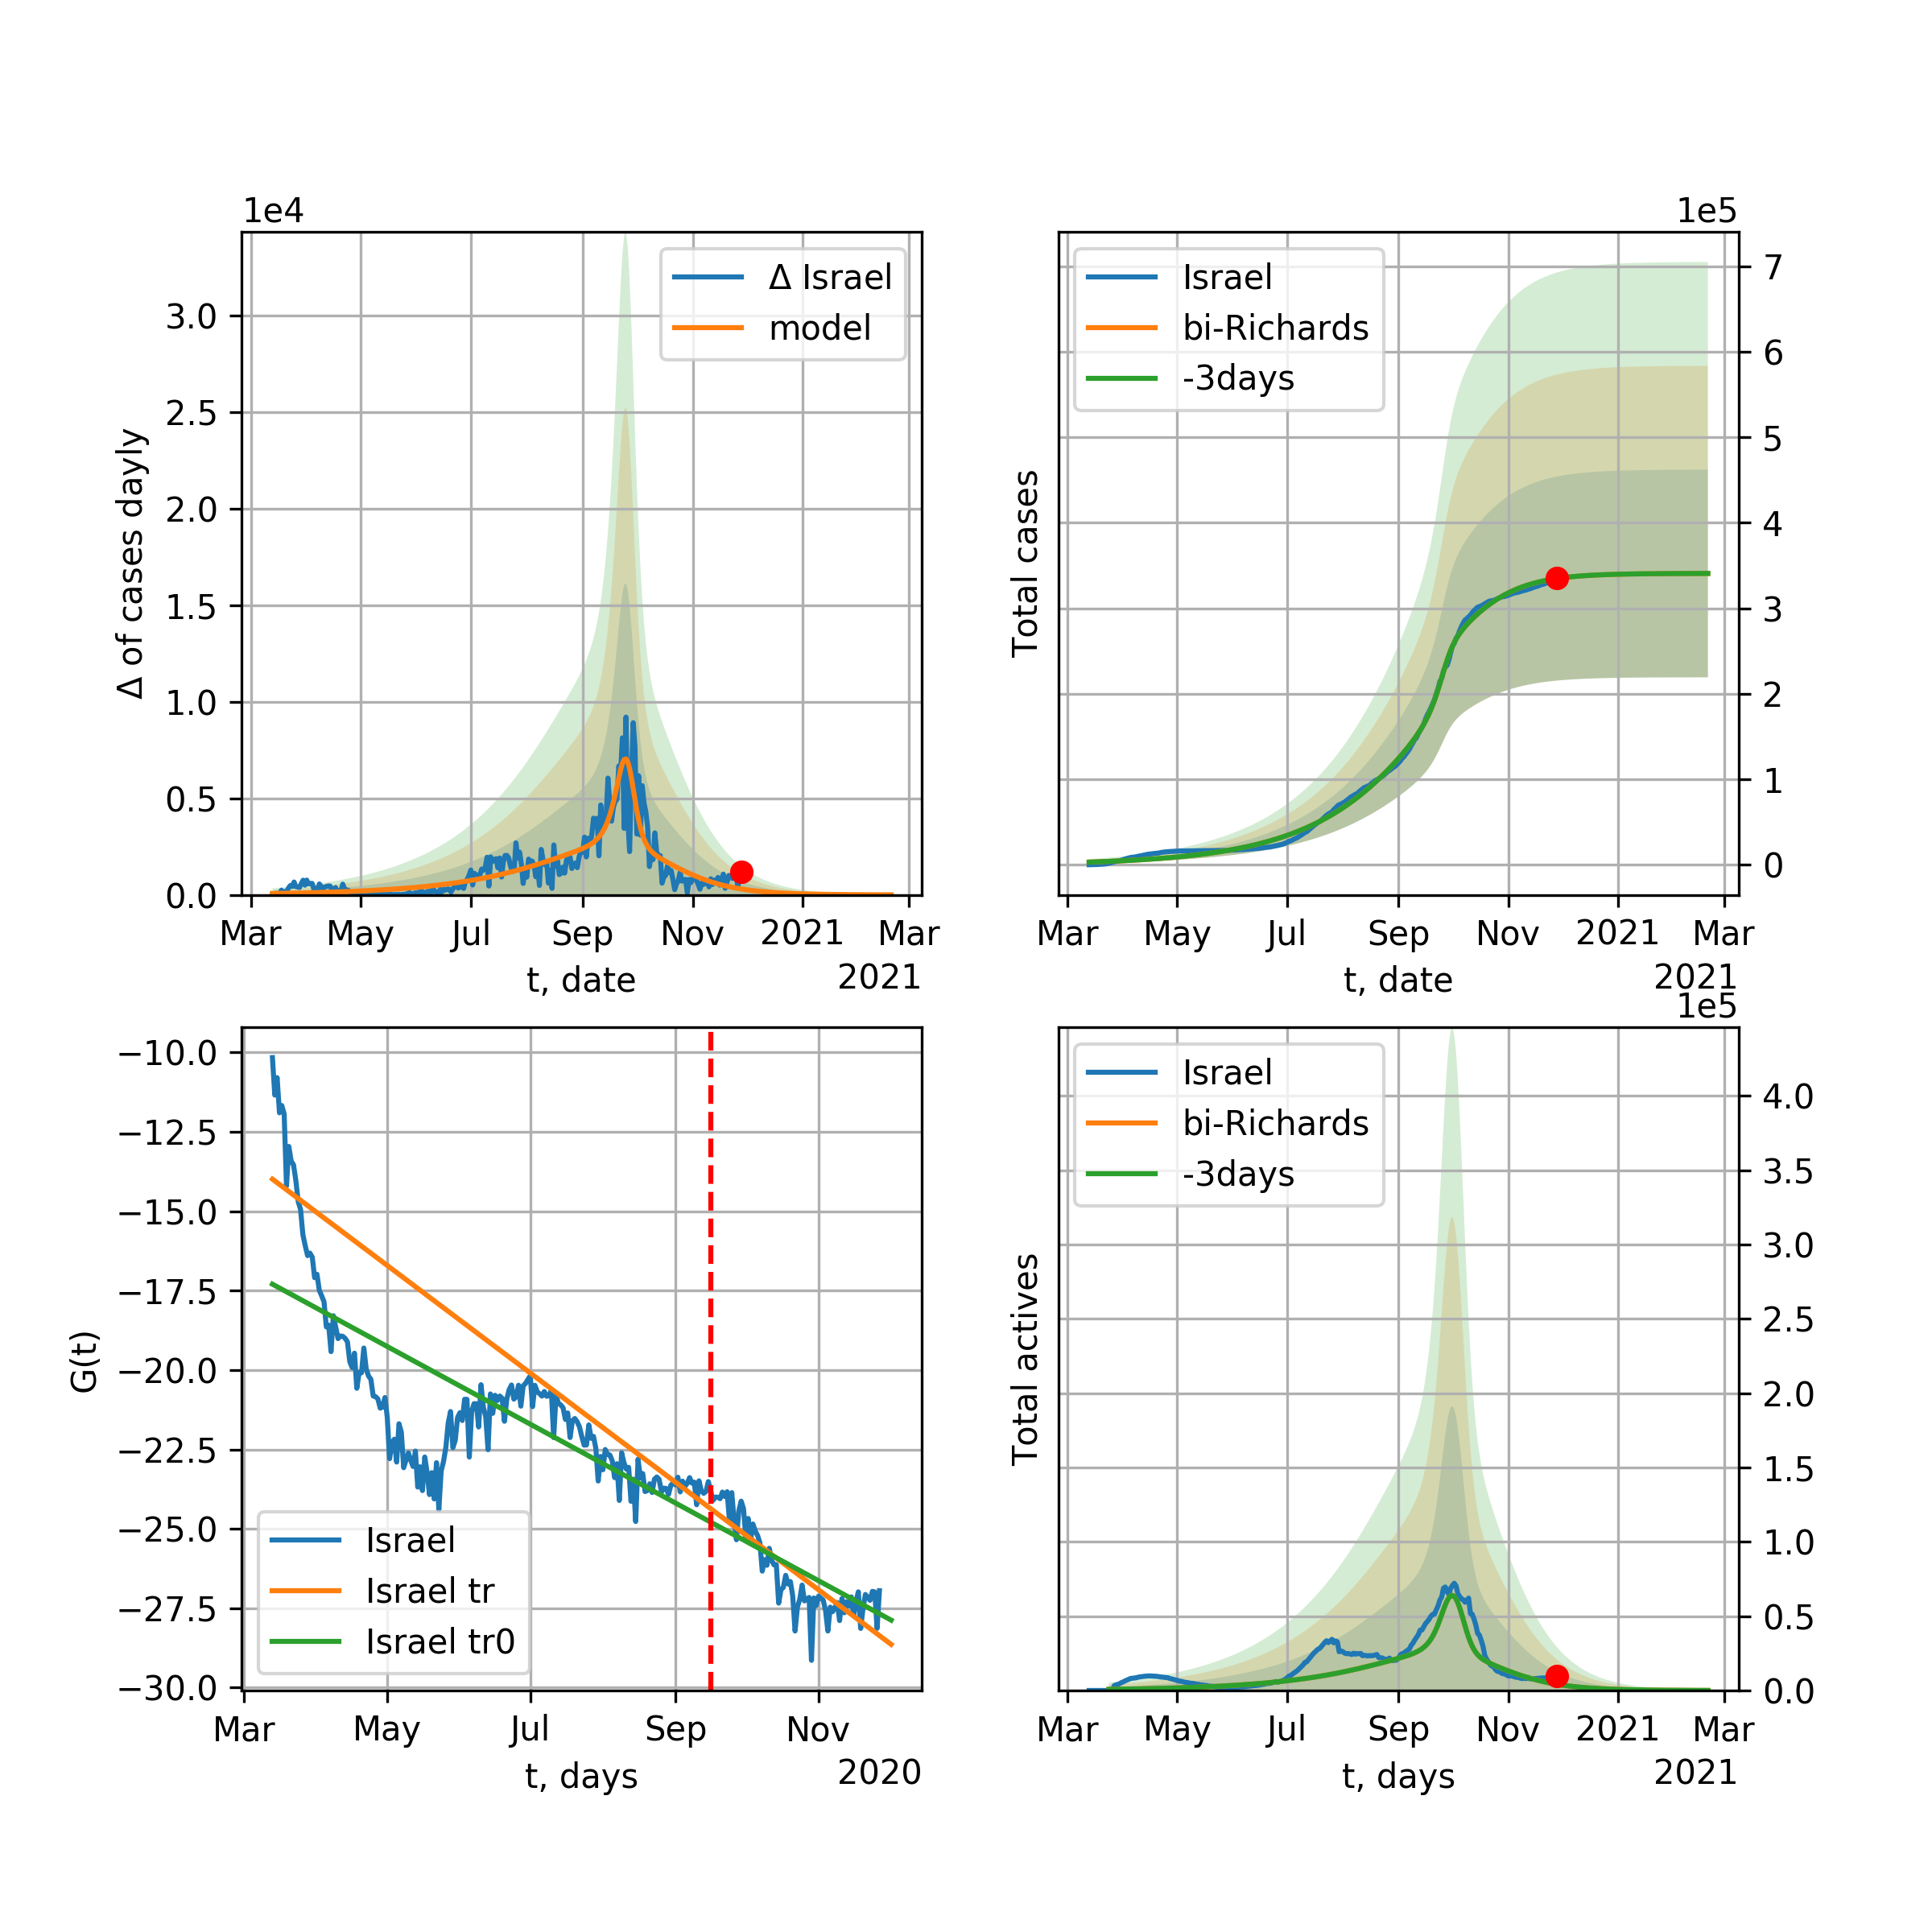 1e4
Δ Israel
model
3.0
2.5
2.0
1.5
1.0
0.5
0.0
Δ of cases dayly
Mar May Jul Sep Nov 2021 Mar
t, date
2021
1e5
Israel
bi-Richards
-3days
7
6
5
4
3
2
1
0
Total cases
Mar May Jul Sep Nov 2021 Mar
t, date
2021
−10.0
−12.5
−15.0
−17.5
−20.0
−22.5
−25.0
−27.5
−30.0
G(t)
Israel
Israel tr
Israel tr0
Mar May Jul Sep Nov
t, days
2020
1e5
Israel
bi-Richards
-3days
4.0
3.5
3.0
2.5
2.0
1.5
1.0
0.5
0.0
Total actives
Mar May Jul Sep Nov 2021 Mar
t, days
2021